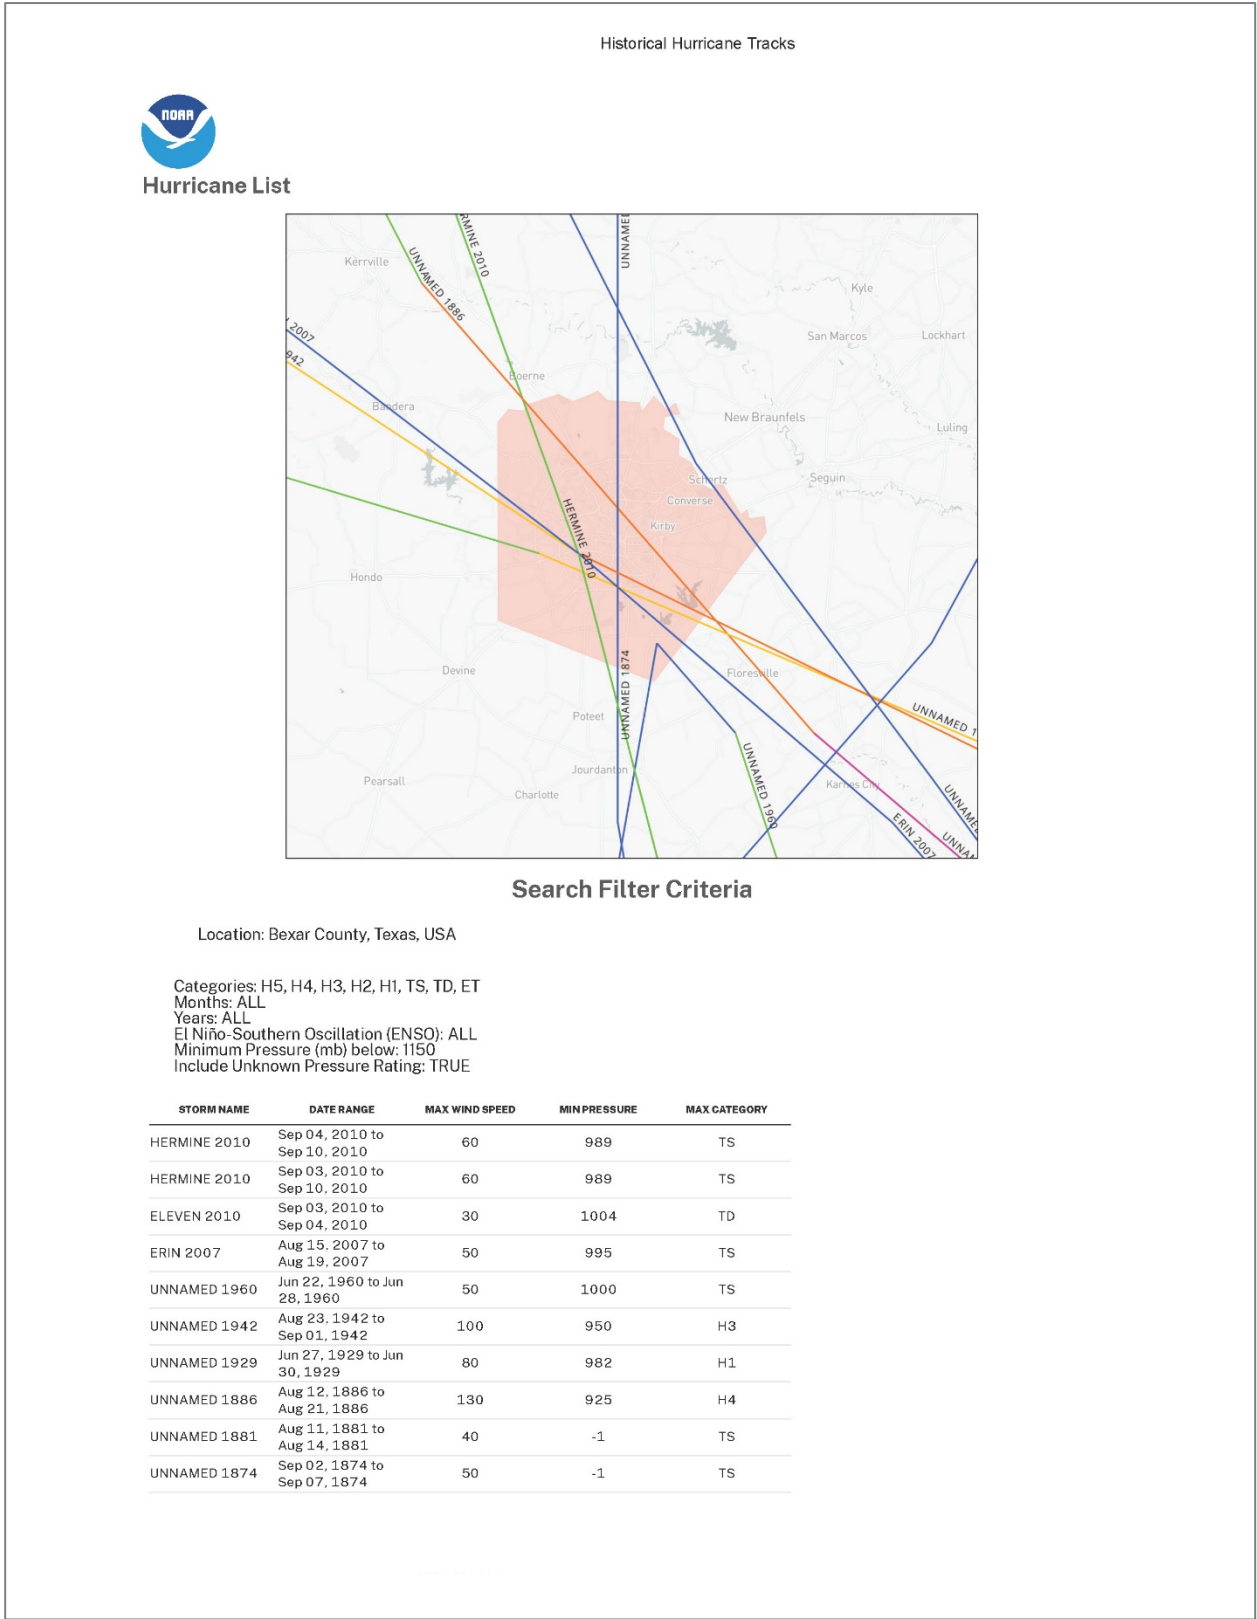 Historical Hurricane Tracks
NOAA
Hurricane List
RMINE 2010
UNNAMED
Kerrville
UNNAMED 1886
Kyle
2007
San Marcos
Lockhart
942
Boerne
Bandera
New Braunfels
Luling
Schertz
Seguin
Converse
HERMINE 2010
Kirby
Hondo
Devine
UNNAMED 1874
Floresville
Poteet
UNNAMED 1
Jourdanton
UNNAMED 1960
Pearsall
Charlotte
Karnes City
UNNAME
ERIN 2007
UNNA
Search Filter Criteria
Location: Bexar County, Texas, USA
Categories: H5, H4, H3, H2, H1, TS, TD, ET
Months: ALL
Years: ALL
El Niño-Southern Oscillation (ENSO): ALL
Minimum Pressure (mb) below: 1150
Include Unknown Pressure Rating: TRUE
STORM NAME DATE RANGE MAX WIND SPEED MIN PRESSURE MAX CATEGORY
HERMINE 2010 Sep 04, 2010 to Sep 10, 2010 60 989 TS
HERMINE 2010 Sep 03, 2010 to Sep 10, 2010 60 989 TS
ELEVEN 2010 Sep 03, 2010 to Sep 04, 2010 30 1004 TD
ERIN 2007 Aug 15, 2007 to Aug 19, 2007 50 995 TS
UNNAMED 1960 Jun 22, 1960 to Jun 28, 1960 50 1000 TS
UNNAMED 1942 Aug 23, 1942 to Sep 01, 1942 100 950 H3
UNNAMED 1929 Jun 27, 1929 to Jun 30, 1929 80 982 H1
UNNAMED 1886 Aug 12, 1886 to Aug 21, 1886 130 925 H4
UNNAMED 1881 Aug 11, 1881 to Aug 14, 1881 40 -1 TS
UNNAMED 1874 Sep 02, 1874 to Sep 07, 1874 50 -1 TS